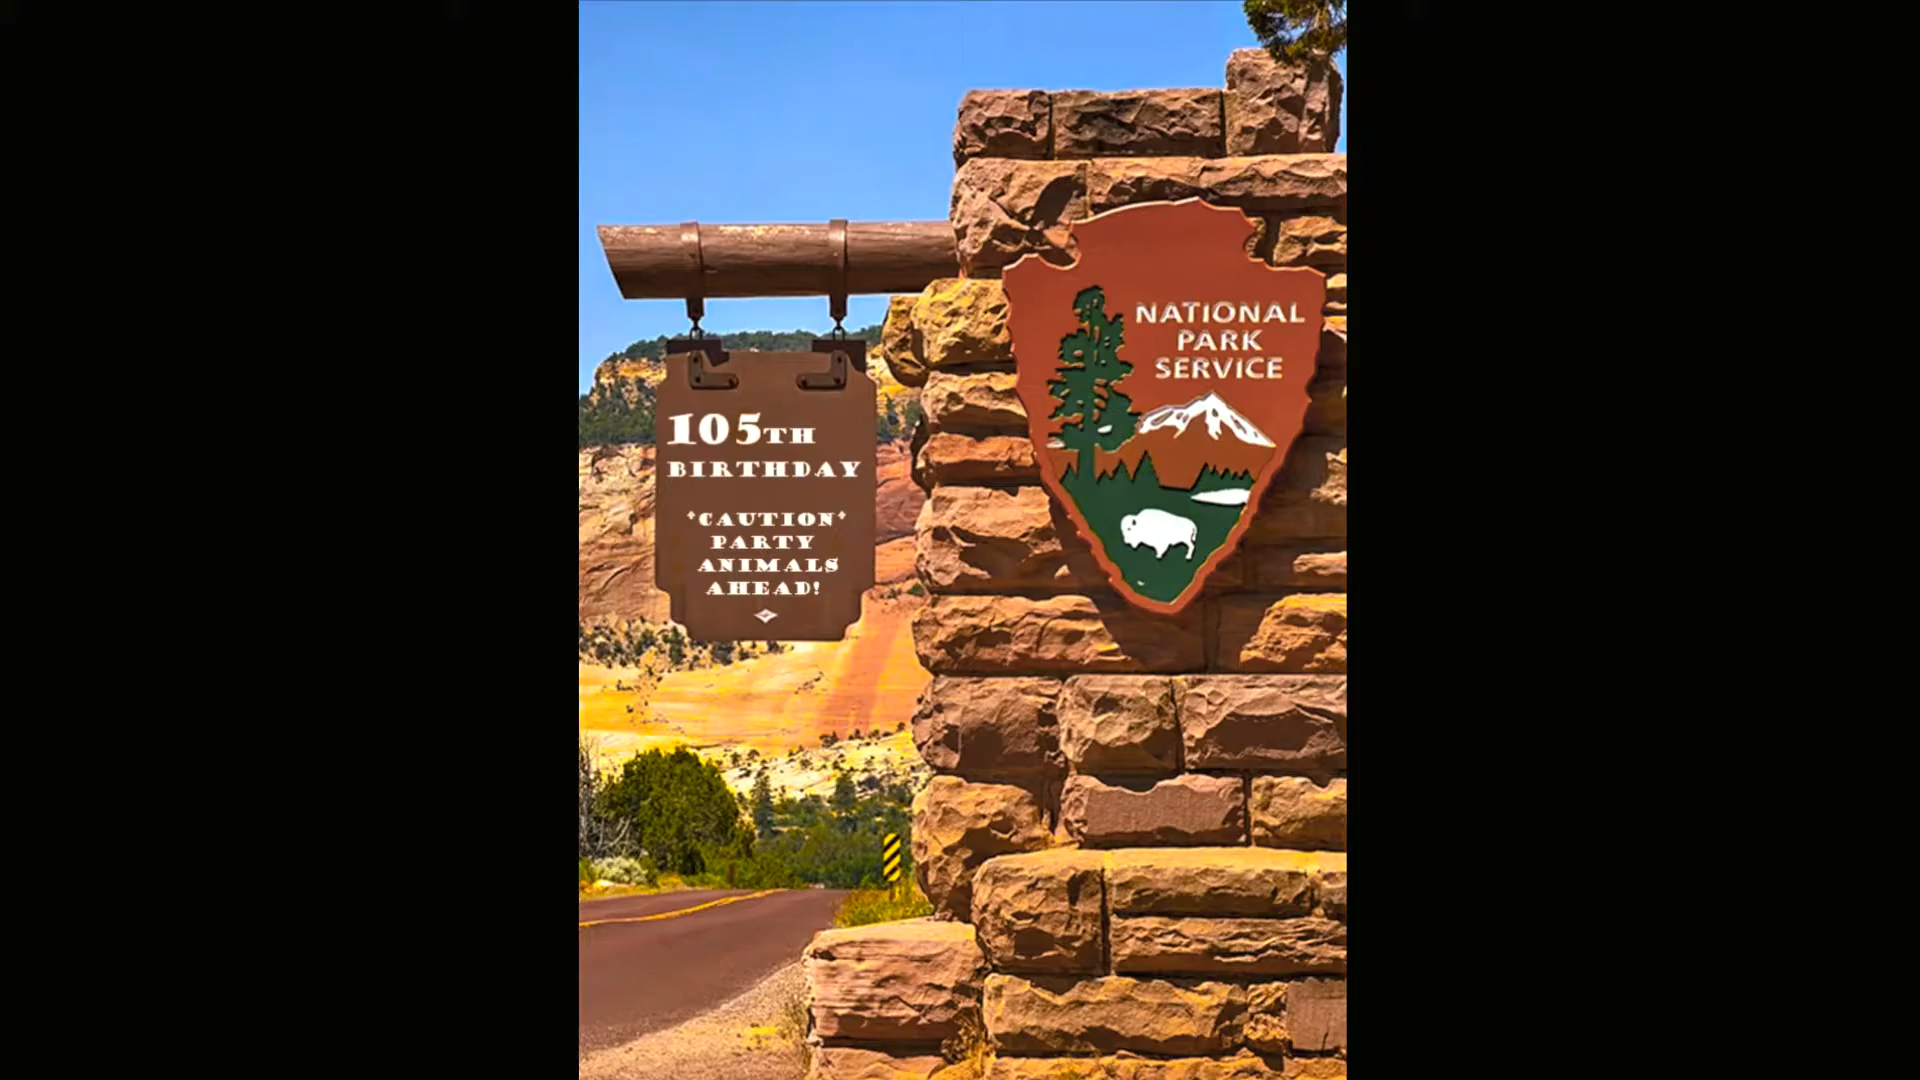 105TH
BIRTHDAY
*CAUTION*
PARTY
ANIMALS
AHEAD!
NATIONAL
PARK
SERVICE